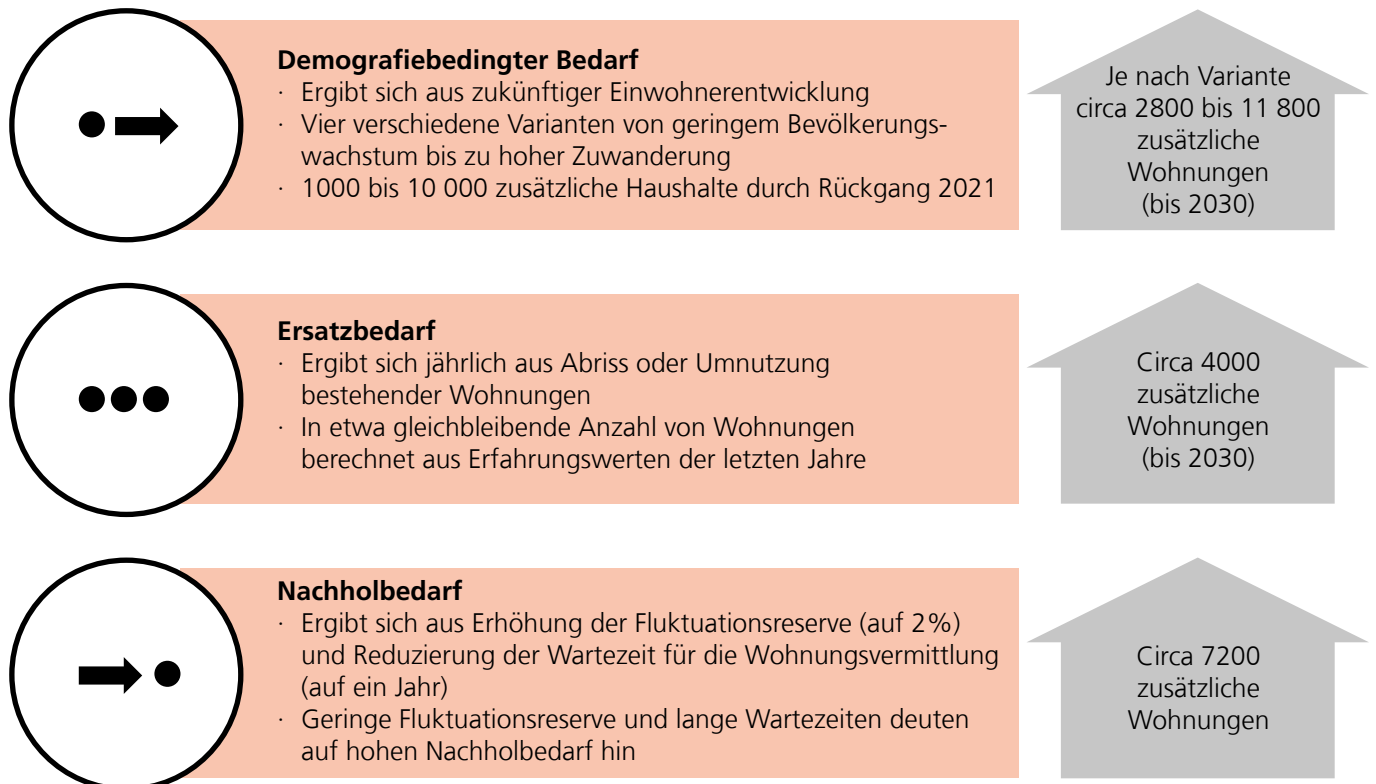 Demografiebedingter Bedarf
· Ergibt sich aus zukünftiger Einwohnerentwicklung
· Vier verschiedene Varianten von geringem Bevölkerungs-
wachstum bis zu hoher Zuwanderung
· 1000 bis 10 000 zusätzliche Haushalte durch Rückgang 2021
Je nach Variante
circa 2800 bis 11 800
zusätzliche
Wohnungen
(bis 2030)
Ersatzbedarf
· Ergibt sich jährlich aus Abriss oder Umnutzung
bestehender Wohnungen
· In etwa gleichbleibende Anzahl von Wohnungen
berechnet aus Erfahrungswerten der letzten Jahre
Circa 4000
zusätzliche
Wohnungen
(bis 2030)
Nachholbedarf
· Ergibt sich aus Erhöhung der Fluktuationsreserve (auf 2%)
und Reduzierung der Wartezeit für die Wohnungsvermittlung
(auf ein Jahr)
· Geringe Fluktuationsreserve und lange Wartezeiten deuten
auf hohen Nachholbedarf hin
Circa 7200
zusätzliche
Wohnungen